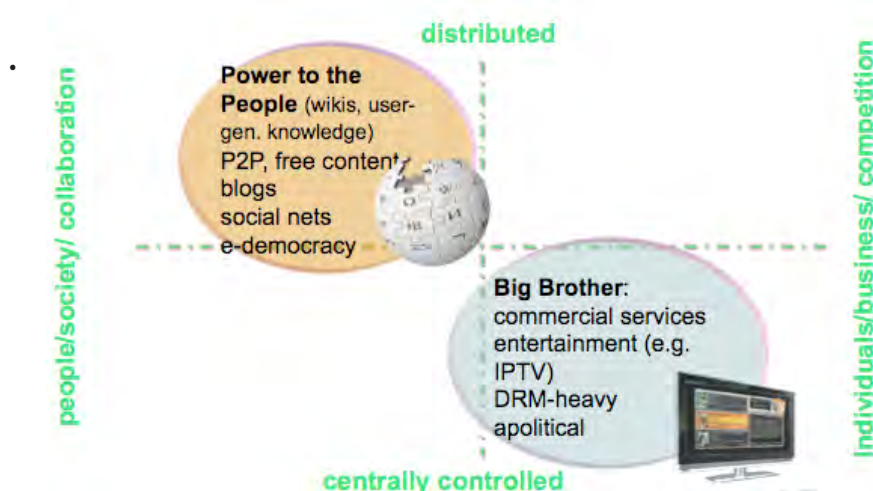 distributed
people/society/ collaboration
Individuals/business/ competition
Power to the
People (wikis, user-
gen. knowledge)
P2P, free content,
blogs
social nets
e-democracy
Big Brother:
commercial services
entertainment (e.g.
IPTV)
DRM-heavy
apolitical
centrally controlled